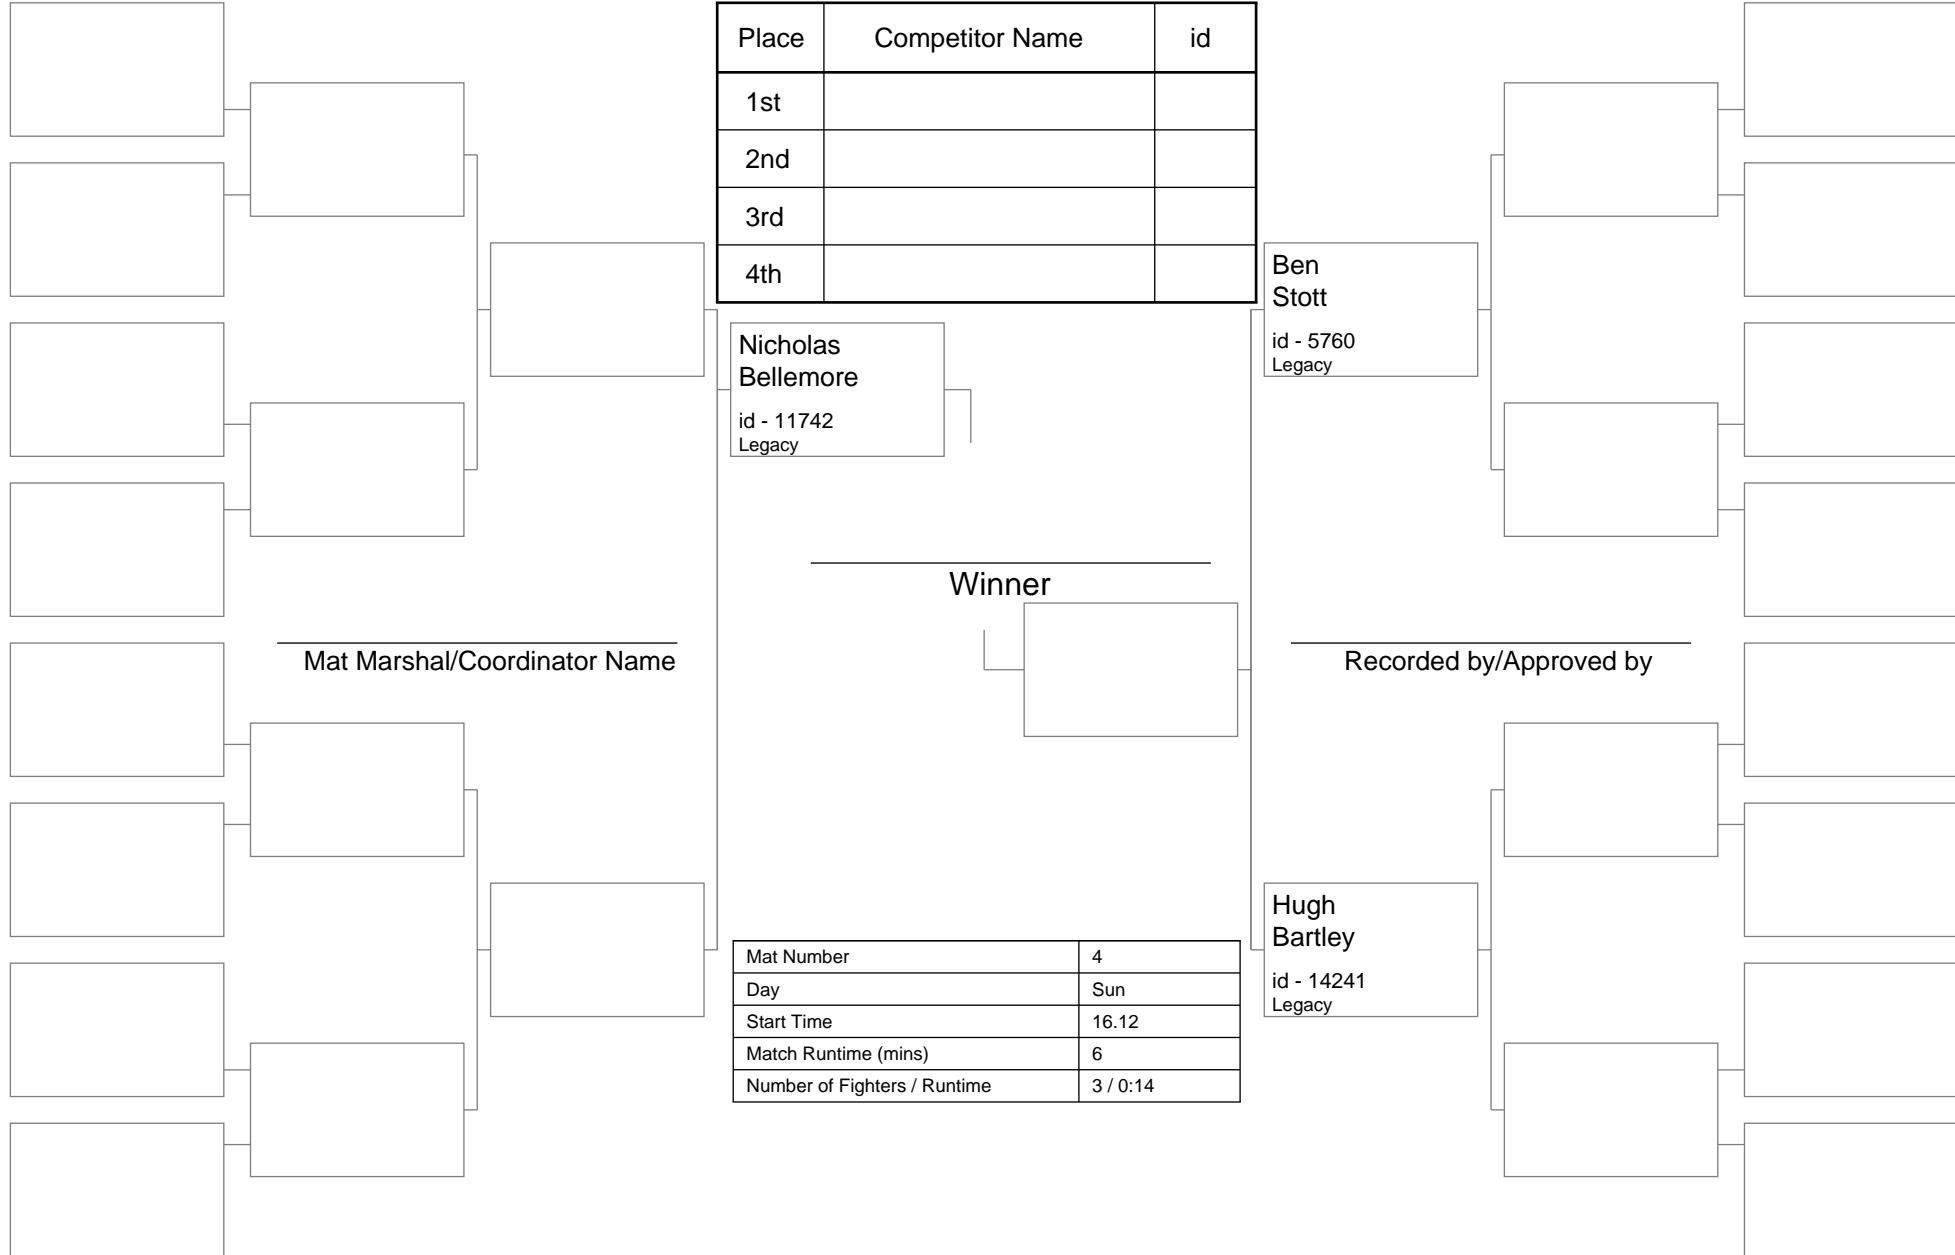 Place Competitor Name id
1st
2nd
3rd
4th
Nicholas
Bellemore
id - 11742
Legacy
Ben
Stott
id - 5760
Legacy
Winner
Mat Marshal/Coordinator Name
Recorded by/Approved by
Hugh
Bartley
id - 14241
Legacy
Mat Number 4
Day Sun
Start Time 16.12
Match Runtime (mins) 6
Number of Fighters / Runtime 3 / 0:14